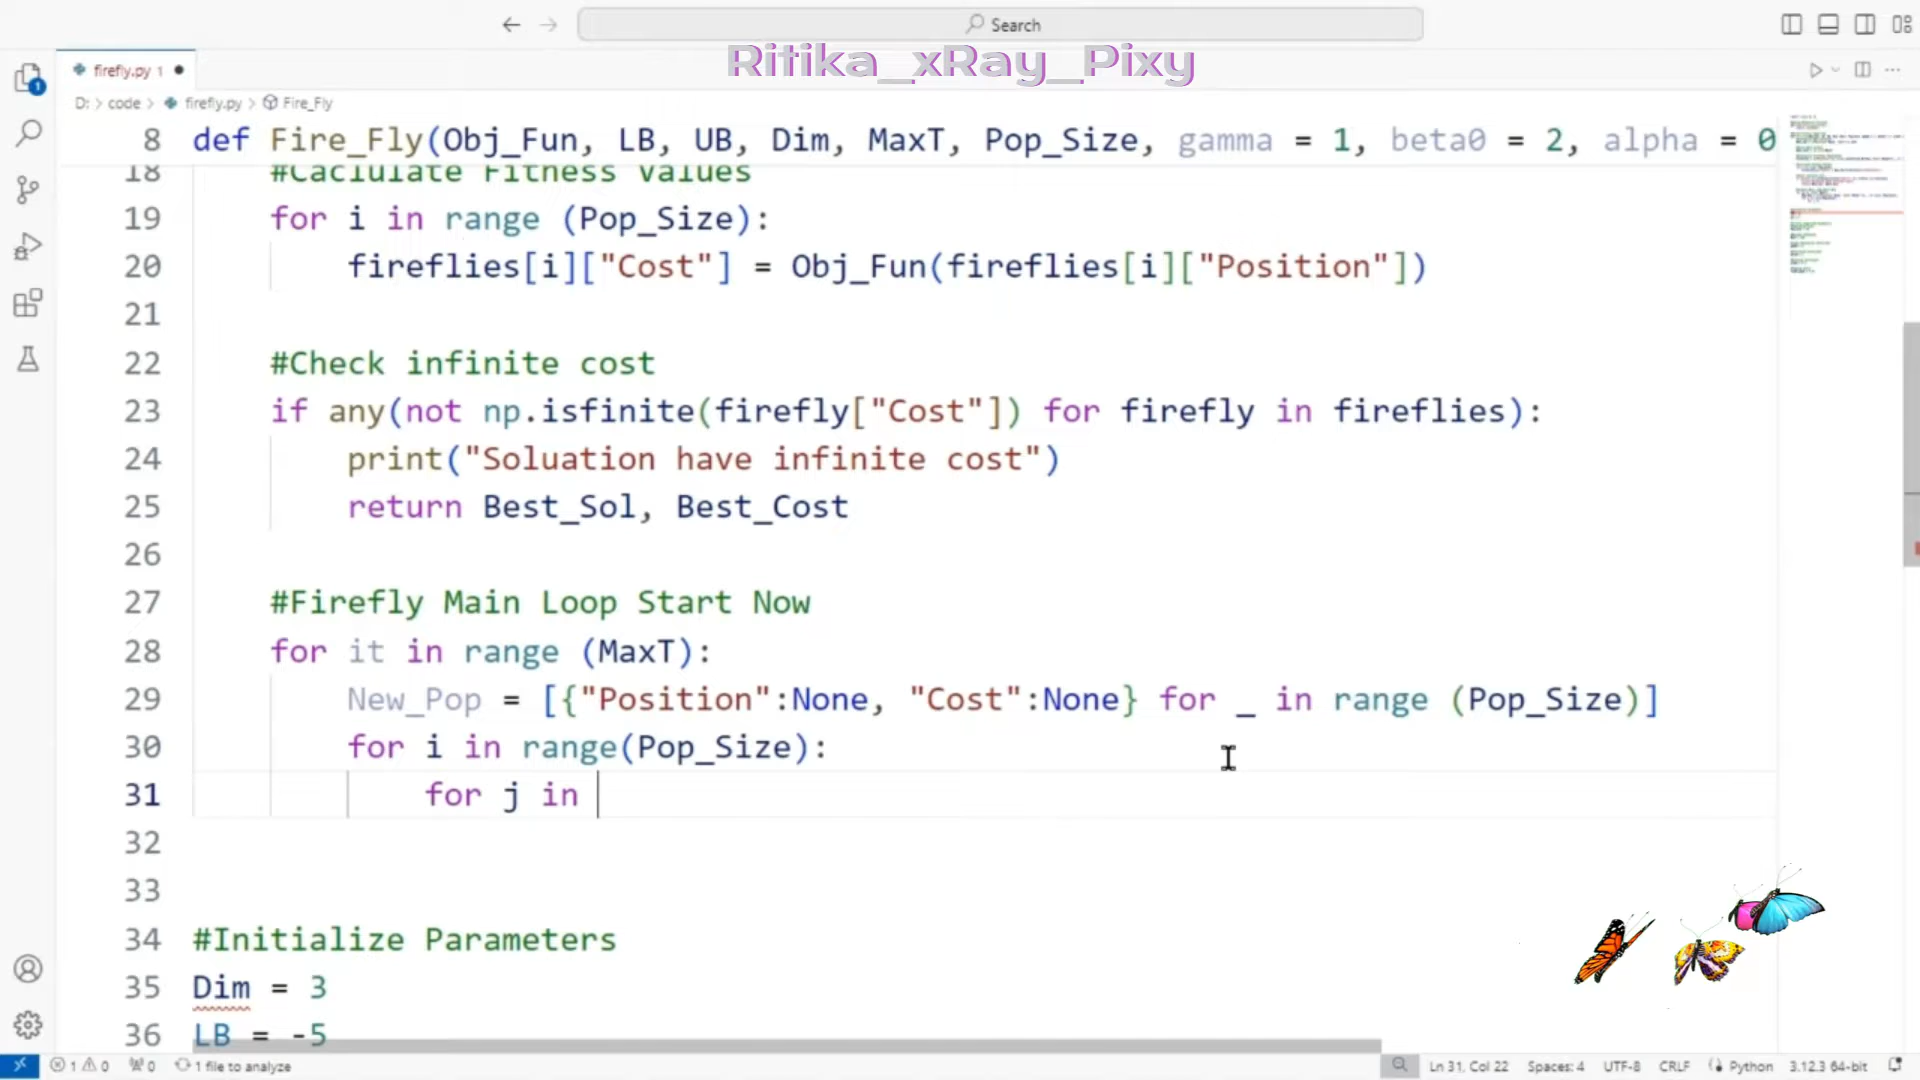 Search
Ritika_xRay_Pixy
firefly.py 1
D: > code > firefly.py > Fire_Fly
8 def Fire_Fly(Obj_Fun, LB, UB, Dim, MaxT, Pop_Size, gamma = 1, beta0 = 2, alpha = 0
18 #Caclulate Fitness Values
19 for i in range (Pop_Size):
20 fireflies[i]["Cost"] = Obj_Fun(fireflies[i]["Position"])
21
22 #Check infinite cost
23 if any(not np.isfinite(firefly["Cost"]) for firefly in fireflies):
24 print("Soluation have infinite cost")
25 return Best_Sol, Best_Cost
26
27 #Firefly Main Loop Start Now
28 for it in range (MaxT):
29 New_Pop = [{"Position":None, "Cost":None} for _ in range (Pop_Size)]
30 for i in range(Pop_Size):
31 for j in
32
33
34 #Initialize Parameters
35 Dim = 3
36 LB = -5
1 0 0 1 file to analyze Ln 31, Col 22 Spaces: 4 UTF-8 CRLF Python 3.12.3 64-bit